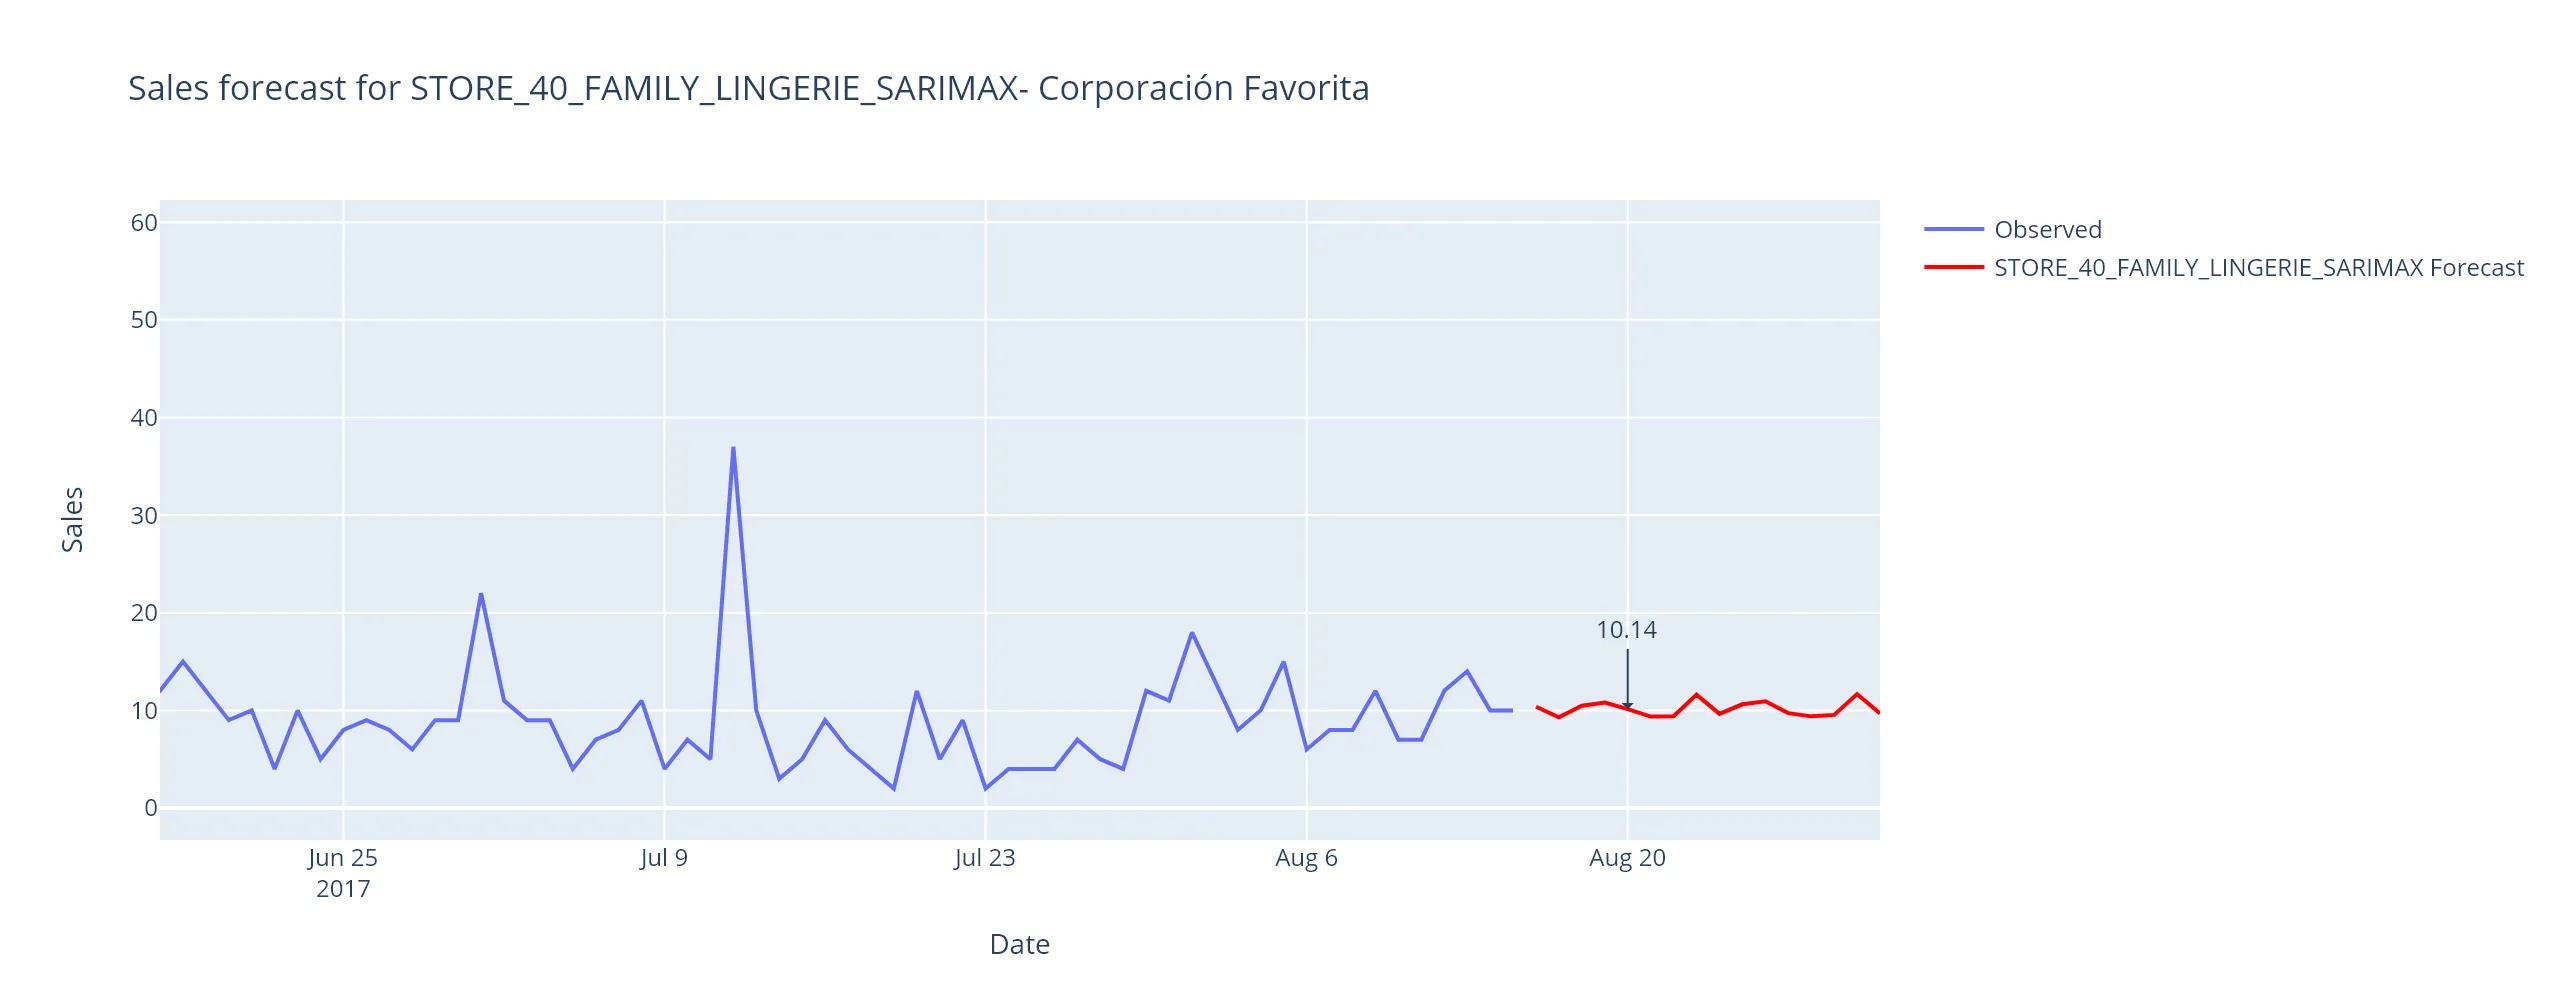 Sales forecast for STORE_40_FAMILY_LINGERIE_SARIMAX- Corporación Favorita
Observed
STORE_40_FAMILY_LINGERIE_SARIMAX Forecast
60
50
40
30
20
10
0
Sales
10.14
Jun 25
2017
Jul 9
Jul 23
Aug 6
Aug 20
Date